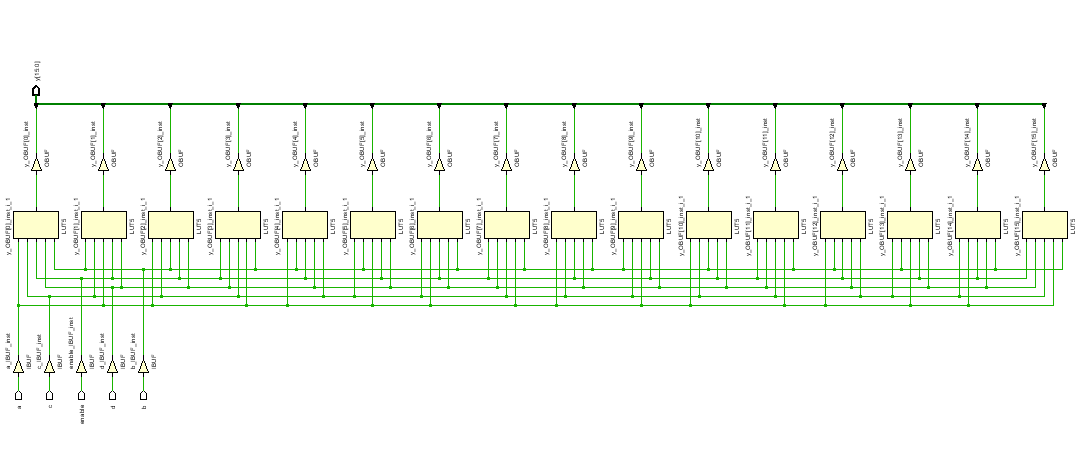 y[15:0]
y_OBUF[0]_inst
OBUF
y_OBUF[1]_inst
OBUF
y_OBUF[2]_inst
OBUF
y_OBUF[3]_inst
OBUF
y_OBUF[4]_inst
OBUF
y_OBUF[5]_inst
OBUF
y_OBUF[6]_inst
OBUF
y_OBUF[7]_inst
OBUF
y_OBUF[8]_inst
OBUF
y_OBUF[9]_inst
OBUF
y_OBUF[10]_inst
OBUF
y_OBUF[11]_inst
OBUF
y_OBUF[12]_inst
OBUF
y_OBUF[13]_inst
OBUF
y_OBUF[14]_inst
OBUF
y_OBUF[15]_inst
OBUF
y_OBUF[0]_inst_i_1
LUT5
y_OBUF[1]_inst_i_1
LUT5
y_OBUF[2]_inst_i_1
LUT5
y_OBUF[3]_inst_i_1
LUT5
y_OBUF[4]_inst_i_1
LUT5
y_OBUF[5]_inst_i_1
LUT5
y_OBUF[6]_inst_i_1
LUT5
y_OBUF[7]_inst_i_1
LUT5
y_OBUF[8]_inst_i_1
LUT5
y_OBUF[9]_inst_i_1
LUT5
y_OBUF[10]_inst_i_1
LUT5
y_OBUF[11]_inst_i_1
LUT5
y_OBUF[12]_inst_i_1
LUT5
y_OBUF[13]_inst_i_1
LUT5
y_OBUF[14]_inst_i_1
LUT5
y_OBUF[15]_inst_i_1
LUT5
a_IBUF_inst
IBUF
c_IBUF_inst
IBUF
enable_IBUF_inst
IBUF
d_IBUF_inst
IBUF
b_IBUF_inst
IBUF
a
c
enable
d
b